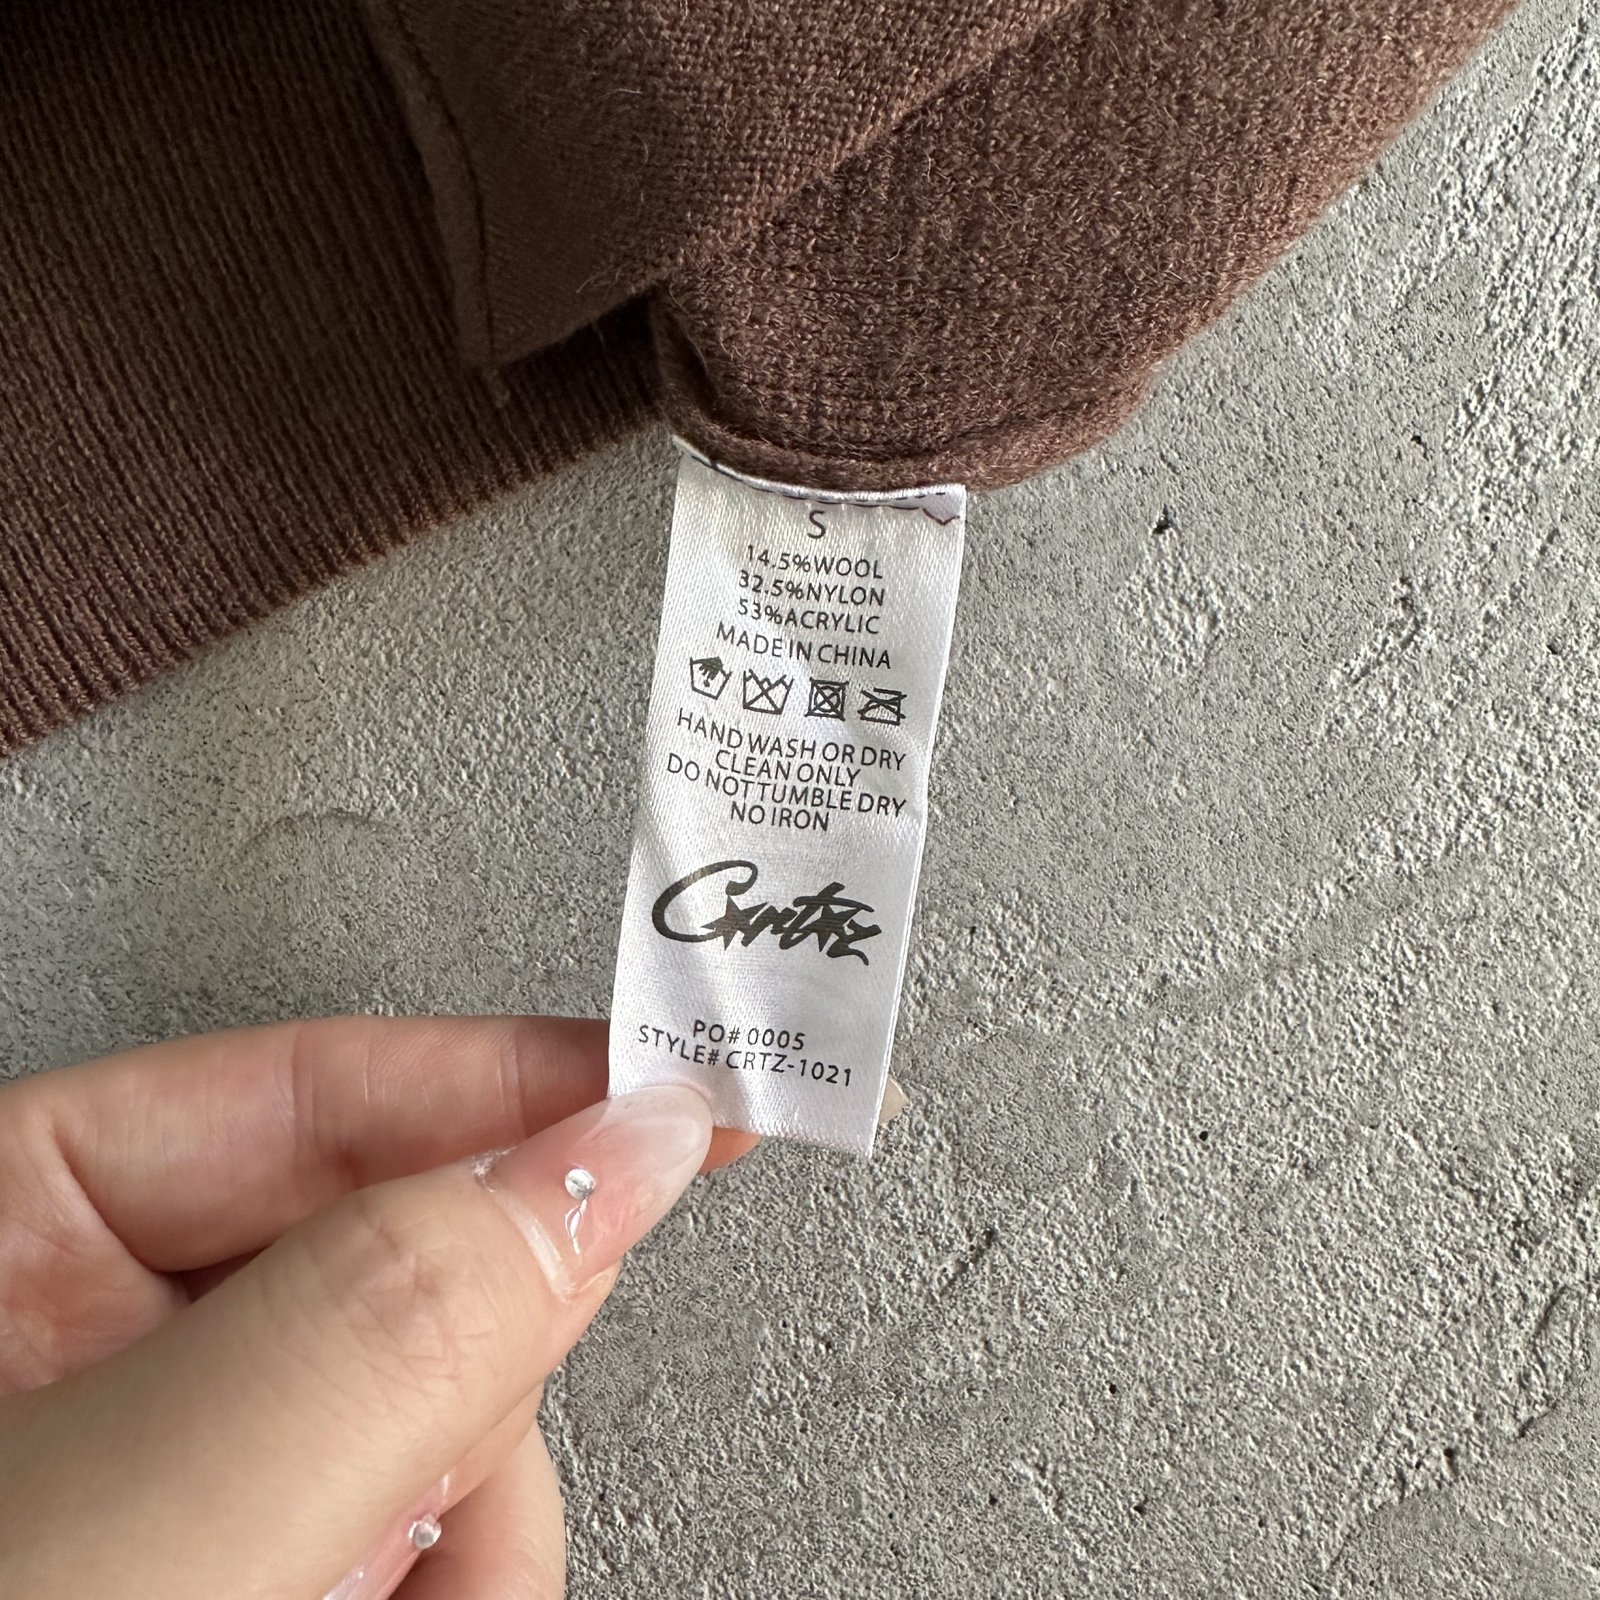 S
14.5%WOOL
32.5%NYLON
53%ACRYLIC
MADE IN CHINA
HAND WASH OR DRY
CLEAN ONLY
DO NOT TUMBLE DRY
NO IRON
Crtz
PO# 0005
STYLE# CRTZ-1021